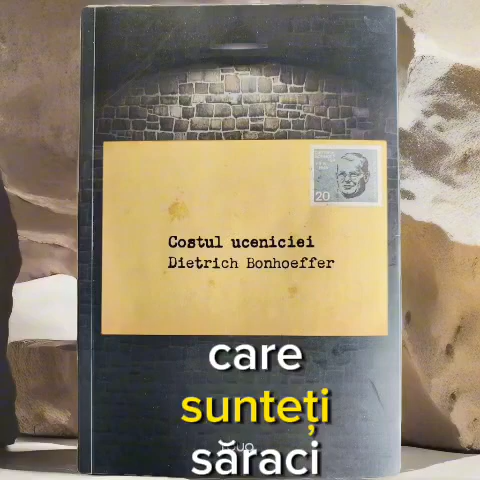 20
Costul uceniciei
Dietrich Bonhoeffer
care
sunteți
săraci